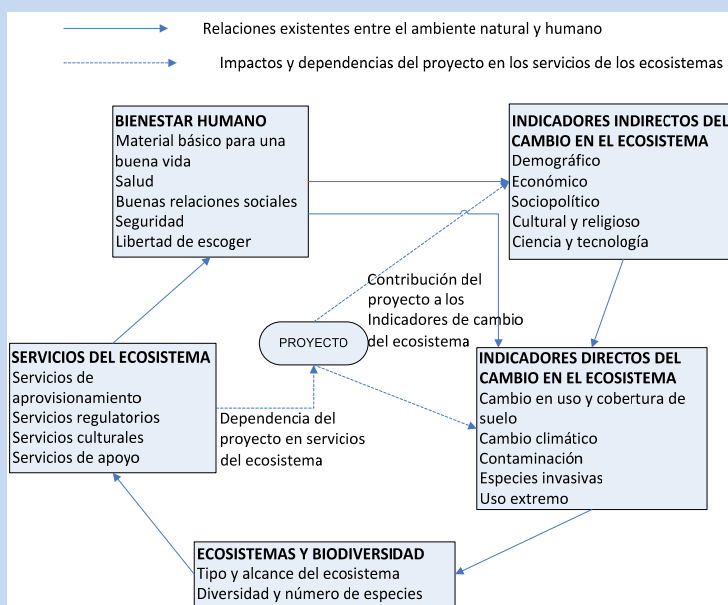 Relaciones existentes entre el ambiente natural y humano
Impactos y dependencias del proyecto en los servicios de los ecosistemas
BIENESTAR HUMANO
Material básico para una
buena vida
Salud
Buenas relaciones sociales
Seguridad
Libertad de escoger
INDICADORES INDIRECTOS DEL
CAMBIO EN EL ECOSISTEMA
Demográfico
Económico
Sociopolítico
Cultural y religioso
Ciencia y tecnología
Contribución del
proyecto a los
Indicadores de cambio
del ecosistema
PROYECTO
SERVICIOS DEL ECOSISTEMA
Servicios de
aprovisionamiento
Servicios regulatorios
Servicios culturales
Servicios de apoyo
Dependencia del
proyecto en servicios
del ecosistema
INDICADORES DIRECTOS DEL
CAMBIO EN EL ECOSISTEMA
Cambio en uso y cobertura de
suelo
Cambio climático
Contaminación
Especies invasivas
Uso extremo
ECOSISTEMAS Y BIODIVERSIDAD
Tipo y alcance del ecosistema
Diversidad y número de especies